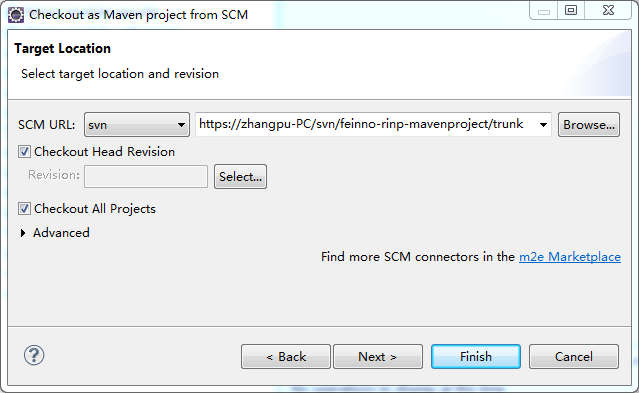 Checkout as Maven project from SCM
Target Location
Select target location and revision
SCM URL: svn https://zhangpu-PC/svn/feinno-rinp-mavenproject/trunk Browse...
Checkout Head Revision
Revision: Select...
Checkout All Projects
Advanced
Find more SCM connectors in the m2e Marketplace
? < Back Next > Finish Cancel